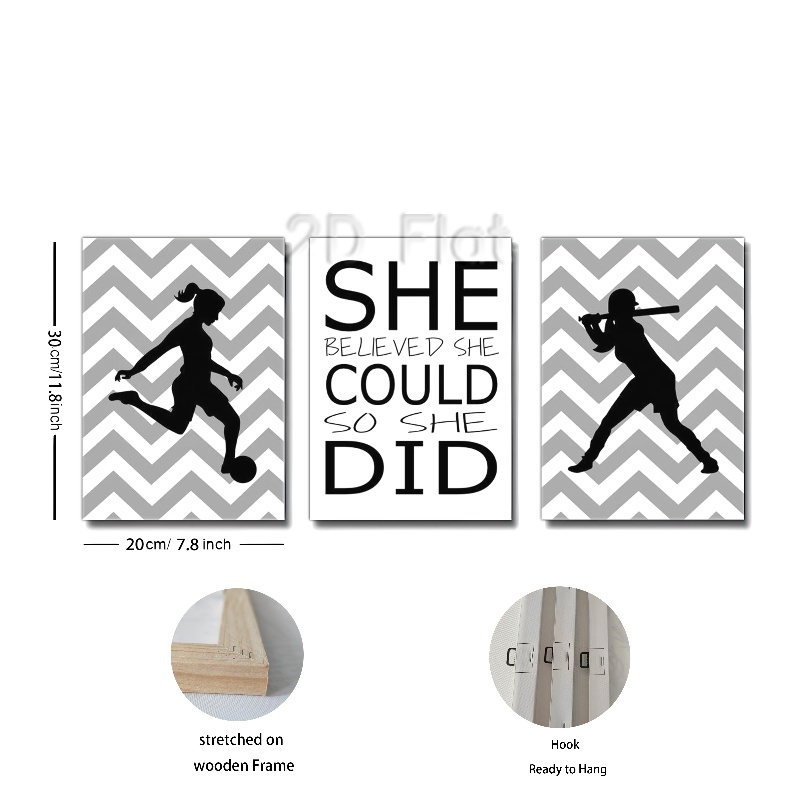 2D Flat
SHE
BELIEVED SHE
COULD
SO SHE
DID
30cm/11.8inch
20cm/ 7.8 inch
stretched on
wooden Frame
Hook
Ready to Hang